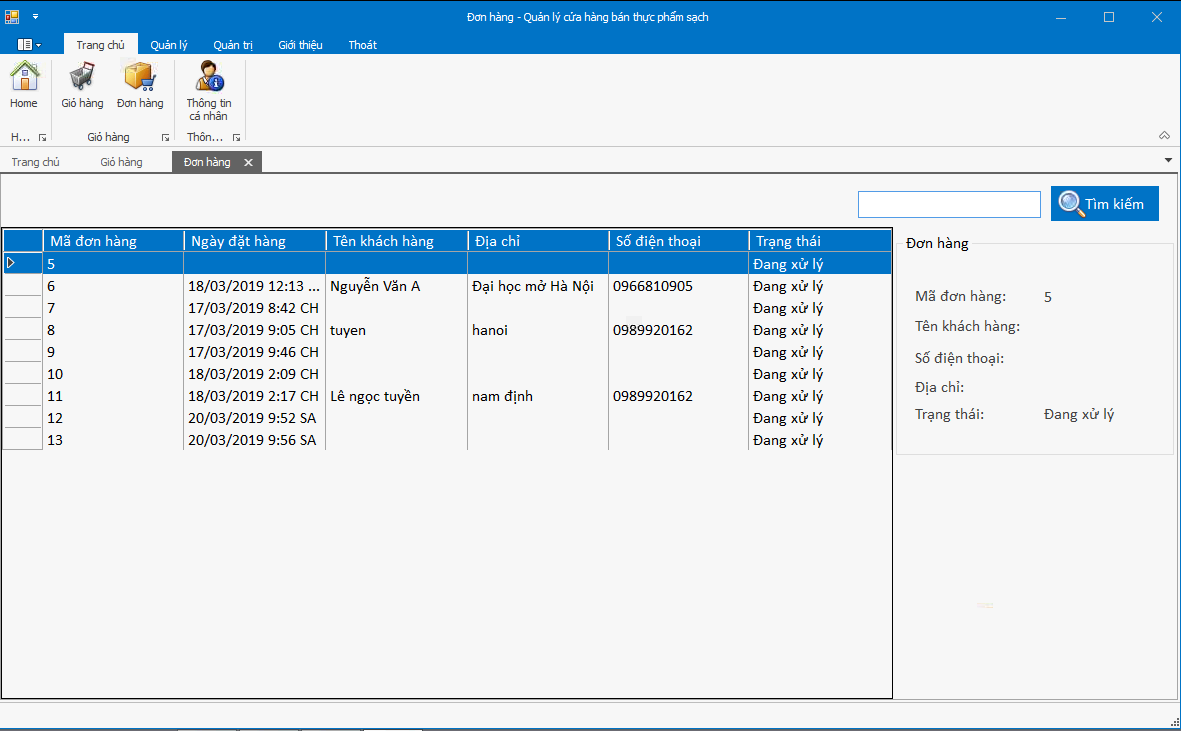 Đơn hàng - Quản lý cửa hàng bán thực phẩm sạch
Trang chủ Quản lý Quản trị Giới thiệu Thoát
Home Giỏ hàng Đơn hàng Thông tin
cá nhân
H... Giỏ hàng Thôn...
Trang chủ Giỏ hàng Đơn hàng
Tìm kiếm
Mã đơn hàng Ngày đặt hàng Tên khách hàng Địa chỉ Số điện thoại Trạng thái
5 Đang xử lý
6 18/03/2019 12:13 ... Nguyễn Văn A Đại học mở Hà Nội 0966810905 Đang xử lý
7 17/03/2019 8:42 CH Đang xử lý
8 17/03/2019 9:05 CH tuyen hanoi 0989920162 Đang xử lý
9 17/03/2019 9:46 CH Đang xử lý
10 18/03/2019 2:09 CH Đang xử lý
11 18/03/2019 2:17 CH Lê ngọc tuyền nam định 0989920162 Đang xử lý
12 20/03/2019 9:52 SA Đang xử lý
13 20/03/2019 9:56 SA Đang xử lý
Đơn hàng
Mã đơn hàng: 5
Tên khách hàng:
Số điện thoại:
Địa chỉ:
Trạng thái: Đang xử lý